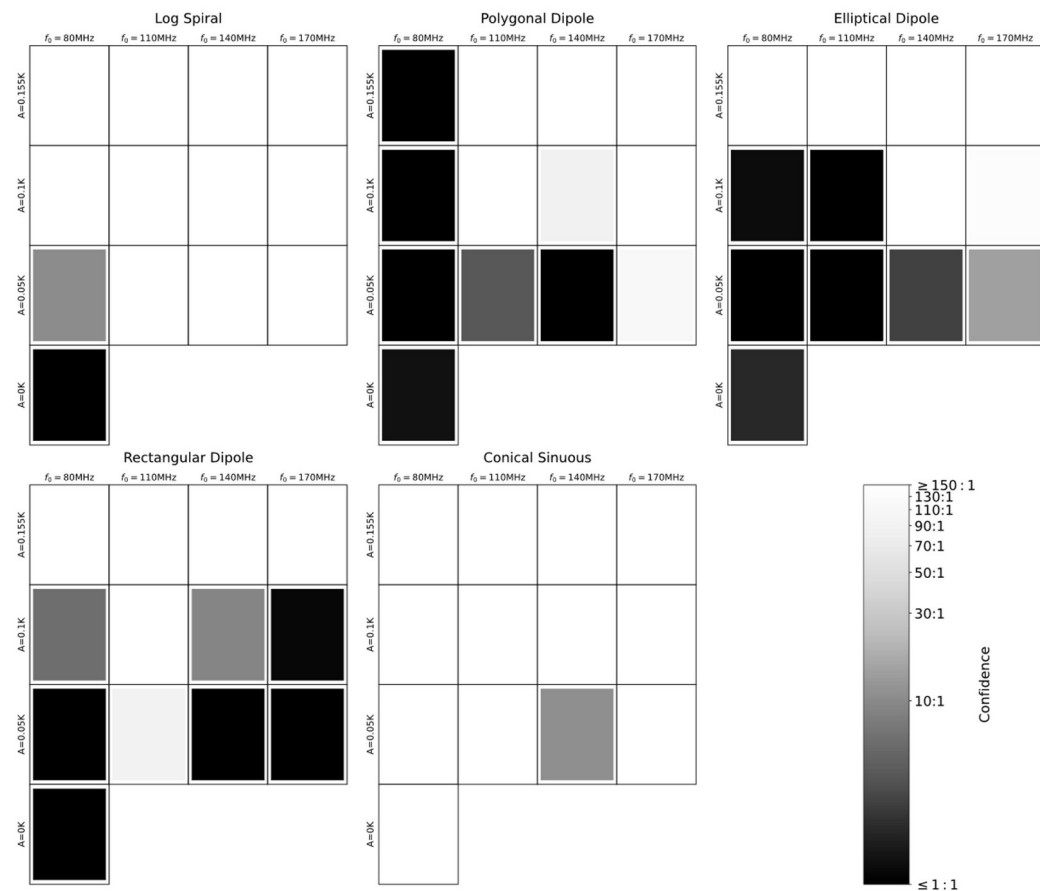 Log Spiral
f₀ = 80MHz f₀ = 110MHz f₀ = 140MHz f₀ = 170MHz
A=0.155K
A=0.1K
A=0.05K
A=0K
Polygonal Dipole
f₀ = 80MHz f₀ = 110MHz f₀ = 140MHz f₀ = 170MHz
A=0.155K
A=0.1K
A=0.05K
A=0K
Elliptical Dipole
f₀ = 80MHz f₀ = 110MHz f₀ = 140MHz f₀ = 170MHz
A=0.155K
A=0.1K
A=0.05K
A=0K
Rectangular Dipole
f₀ = 80MHz f₀ = 110MHz f₀ = 140MHz f₀ = 170MHz
A=0.155K
A=0.1K
A=0.05K
A=0K
Conical Sinuous
f₀ = 80MHz f₀ = 110MHz f₀ = 140MHz f₀ = 170MHz
A=0.155K
A=0.1K
A=0.05K
A=0K
≥ 150 : 1
130:1
110:1
90:1
70:1
50:1
30:1
10:1
≤ 1 : 1
Confidence